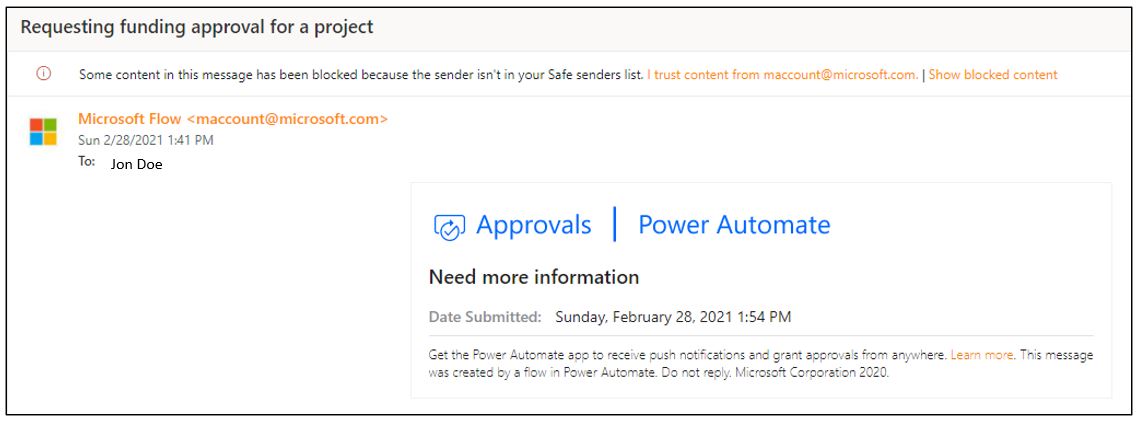 Requesting funding approval for a project
Some content in this message has been blocked because the sender isn't in your Safe senders list. I trust content from maccount@microsoft.com. | Show blocked content
Microsoft Flow <maccount@microsoft.com>
Sun 2/28/2021 1:41 PM
To: Jon Doe
Approvals | Power Automate
Need more information
Date Submitted: Sunday, February 28, 2021 1:54 PM
Get the Power Automate app to receive push notifications and grant approvals from anywhere. Learn more. This message
was created by a flow in Power Automate. Do not reply. Microsoft Corporation 2020.